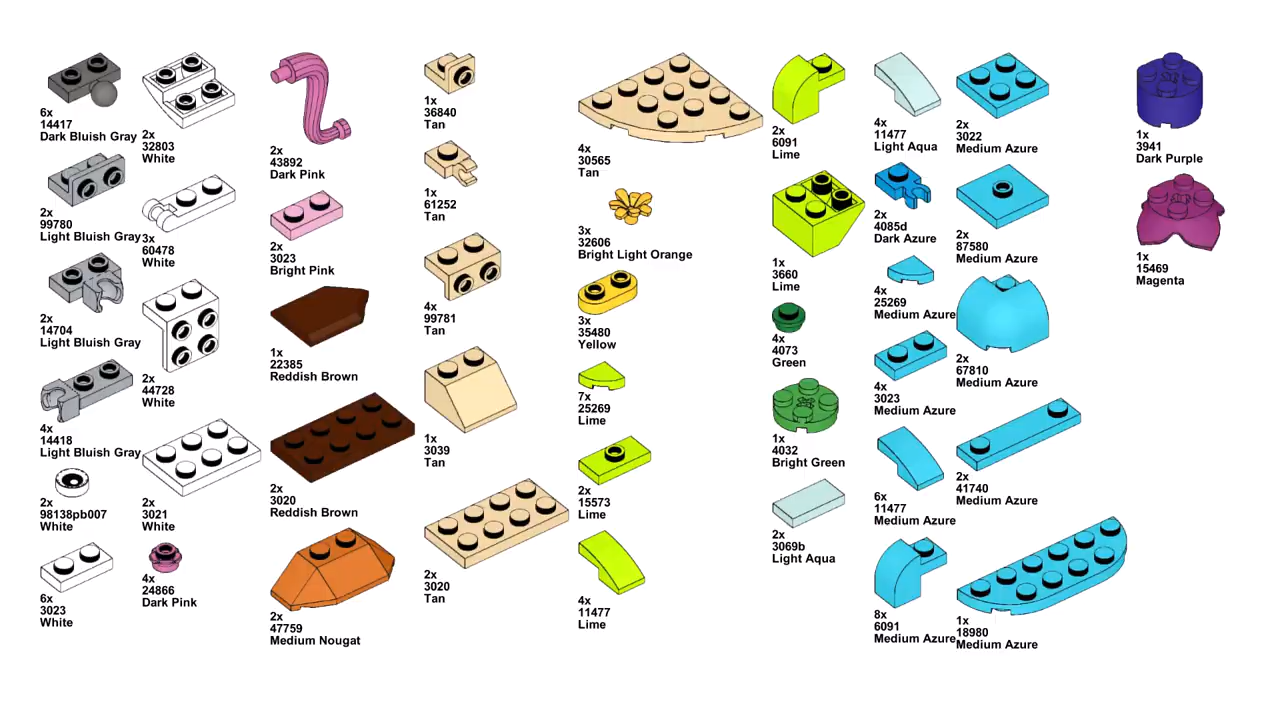 6x
14417
Dark Bluish Gray
2x
99780
Light Bluish Gray
2x
14704
Light Bluish Gray
4x
14418
Light Bluish Gray
2x
98138pb007
White
6x
3023
White
2x
32803
White
3x
60478
White
2x
44728
White
2x
3021
White
4x
24866
Dark Pink
2x
43892
Dark Pink
2x
3023
Bright Pink
1x
22385
Reddish Brown
2x
3020
Reddish Brown
2x
47759
Medium Nougat
1x
36840
Tan
1x
61252
Tan
4x
99781
Tan
1x
3039
Tan
2x
3020
Tan
4x
30565
Tan
3x
32606
Bright Light Orange
3x
35480
Yellow
7x
25269
Lime
2x
15573
Lime
4x
11477
Lime
2x
6091
Lime
1x
3660
Lime
4x
4073
Green
1x
4032
Bright Green
2x
3069b
Light Aqua
4x
11477
Light Aqua
2x
4085d
Dark Azure
4x
25269
Medium Azure
4x
3023
Medium Azure
6x
11477
Medium Azure
8x
6091
Medium Azure
2x
3022
Medium Azure
2x
87580
Medium Azure
2x
67810
Medium Azure
2x
41740
Medium Azure
1x
18980
Medium Azure
1x
3941
Dark Purple
1x
15469
Magenta